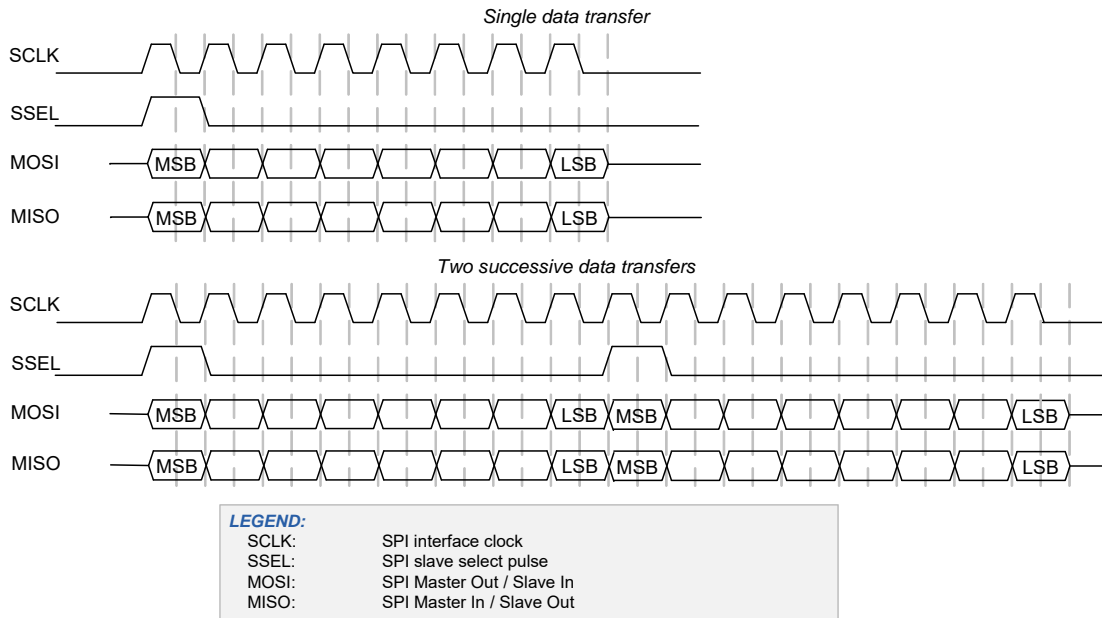 Single data transfer
SCLK
SSEL
MOSI MSB LSB
MISO MSB LSB
Two successive data transfers
SCLK
SSEL
MOSI MSB LSB MSB LSB
MISO MSB LSB MSB LSB
LEGEND:
SCLK: SPI interface clock
SSEL: SPI slave select pulse
MOSI: SPI Master Out / Slave In
MISO: SPI Master In / Slave Out